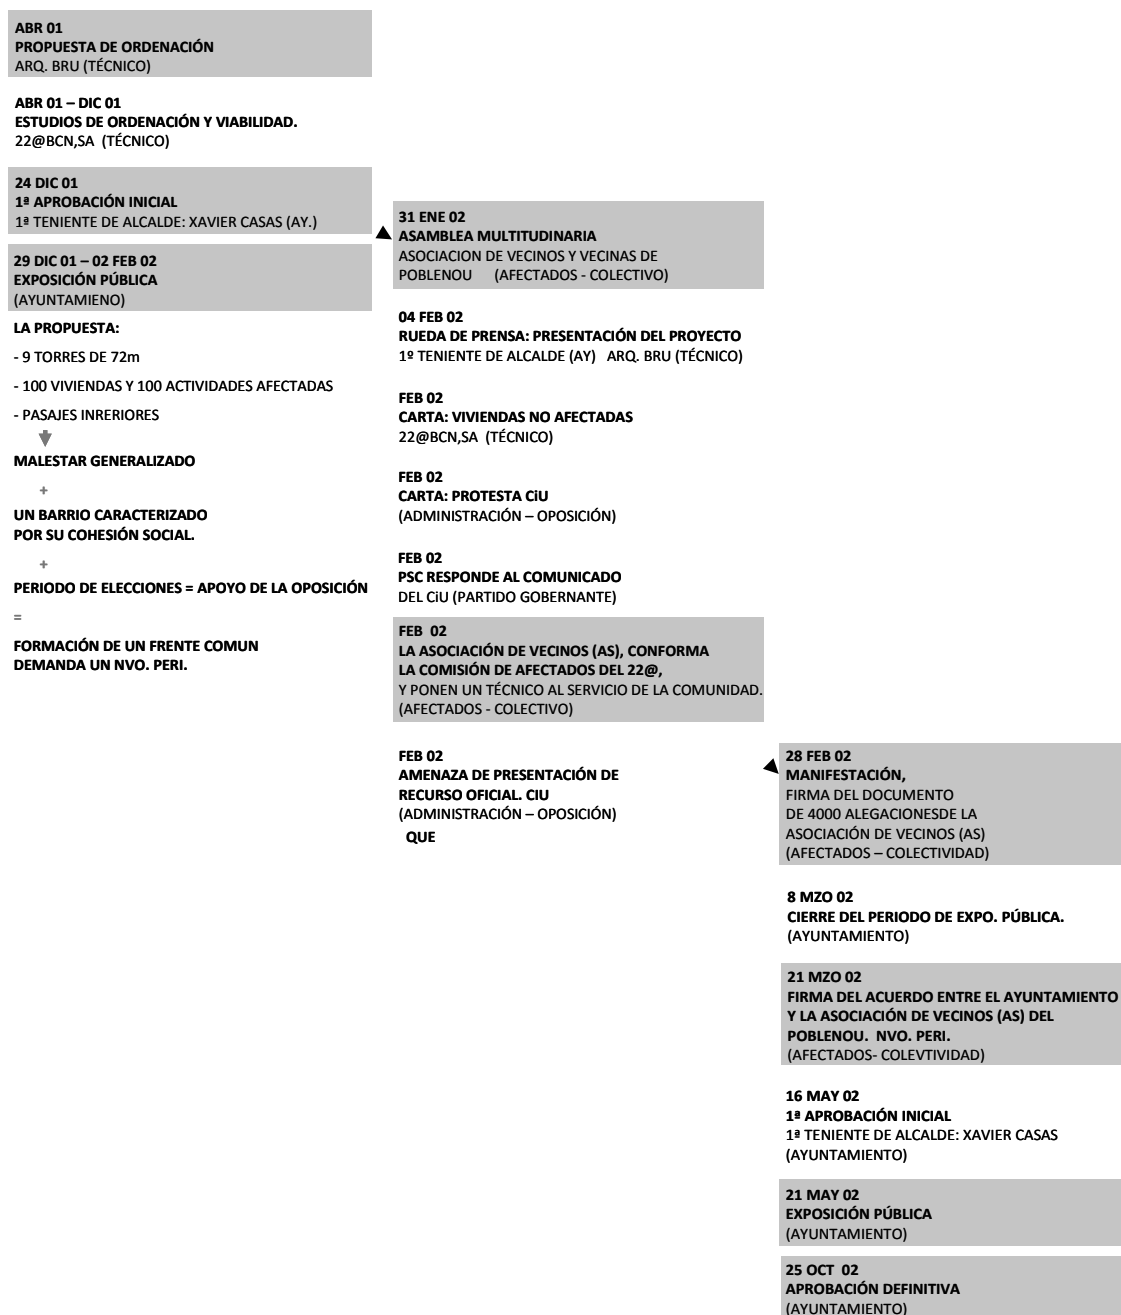 ABR 01
PROPUESTA DE ORDENACIÓN
ARQ. BRU (TÉCNICO)
ABR 01 – DIC 01
ESTUDIOS DE ORDENACIÓN Y VIABILIDAD.
22@BCN,SA (TÉCNICO)
24 DIC 01
1ª APROBACIÓN INICIAL
1ª TENIENTE DE ALCALDE: XAVIER CASAS (AY.)
29 DIC 01 – 02 FEB 02
EXPOSICIÓN PÚBLICA
(AYUNTAMIENO)
LA PROPUESTA:
- 9 TORRES DE 72m
- 100 VIVIENDAS Y 100 ACTIVIDADES AFECTADAS
- PASAJES INRERIORES
MALESTAR GENERALIZADO
+
UN BARRIO CARACTERIZADO
POR SU COHESIÓN SOCIAL.
+
PERIODO DE ELECCIONES = APOYO DE LA OPOSICIÓN
=
FORMACIÓN DE UN FRENTE COMUN
DEMANDA UN NVO. PERI.
31 ENE 02
ASAMBLEA MULTITUDINARIA
ASOCIACION DE VECINOS Y VECINAS DE
POBLENOU (AFECTADOS - COLECTIVO)
04 FEB 02
RUEDA DE PRENSA: PRESENTACIÓN DEL PROYECTO
1º TENIENTE DE ALCALDE (AY) ARQ. BRU (TÉCNICO)
FEB 02
CARTA: VIVIENDAS NO AFECTADAS
22@BCN,SA (TÉCNICO)
FEB 02
CARTA: PROTESTA CiU
(ADMINISTRACIÓN – OPOSICIÓN)
FEB 02
PSC RESPONDE AL COMUNICADO
DEL CiU (PARTIDO GOBERNANTE)
FEB 02
LA ASOCIACIÓN DE VECINOS (AS), CONFORMA
LA COMISIÓN DE AFECTADOS DEL 22@,
Y PONEN UN TÉCNICO AL SERVICIO DE LA COMUNIDAD.
(AFECTADOS - COLECTIVO)
FEB 02
AMENAZA DE PRESENTACIÓN DE
RECURSO OFICIAL. CIU
(ADMINISTRACIÓN – OPOSICIÓN)
QUE
28 FEB 02
MANIFESTACIÓN,
FIRMA DEL DOCUMENTO
DE 4000 ALEGACIONESDE LA
ASOCIACIÓN DE VECINOS (AS)
(AFECTADOS – COLECTIVIDAD)
8 MZO 02
CIERRE DEL PERIODO DE EXPO. PÚBLICA.
(AYUNTAMIENTO)
21 MZO 02
FIRMA DEL ACUERDO ENTRE EL AYUNTAMIENTO
Y LA ASOCIACIÓN DE VECINOS (AS) DEL
POBLENOU. NVO. PERI.
(AFECTADOS- COLEVTIVIDAD)
16 MAY 02
1ª APROBACIÓN INICIAL
1ª TENIENTE DE ALCALDE: XAVIER CASAS
(AYUNTAMIENTO)
21 MAY 02
EXPOSICIÓN PÚBLICA
(AYUNTAMIENTO)
25 OCT 02
APROBACIÓN DEFINITIVA
(AYUNTAMIENTO)